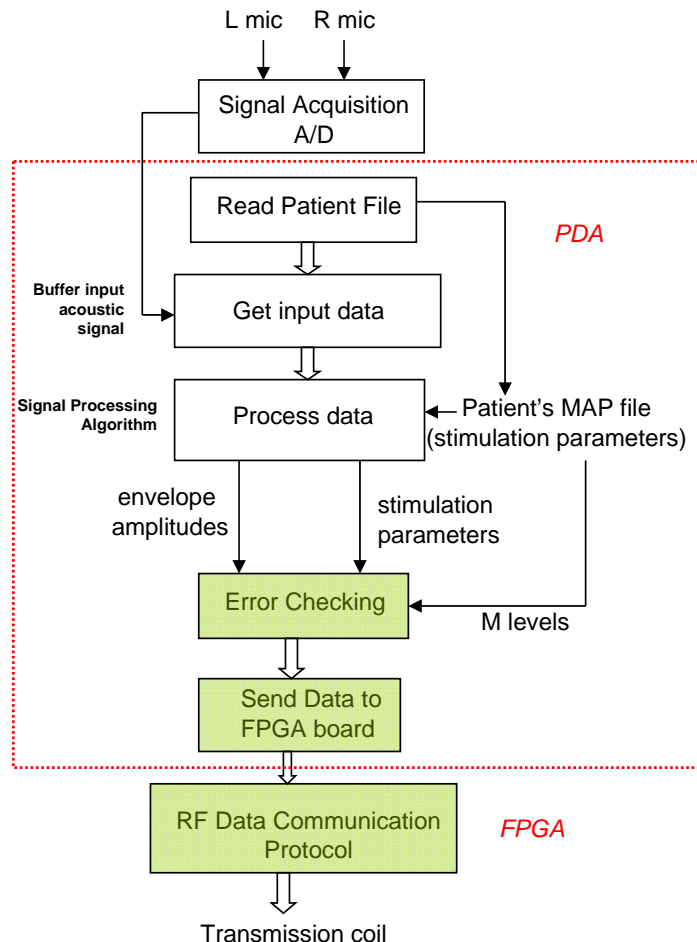 L mic
R mic
Signal Acquisition
A/D
Read Patient File
PDA
Buffer input
acoustic
signal
Get input data
Signal Processing
Algorithm
Process data
Patient's MAP file
(stimulation parameters)
envelope
amplitudes
stimulation
parameters
Error Checking
M levels
Send Data to
FPGA board
RF Data Communication
Protocol
FPGA
Transmission coil